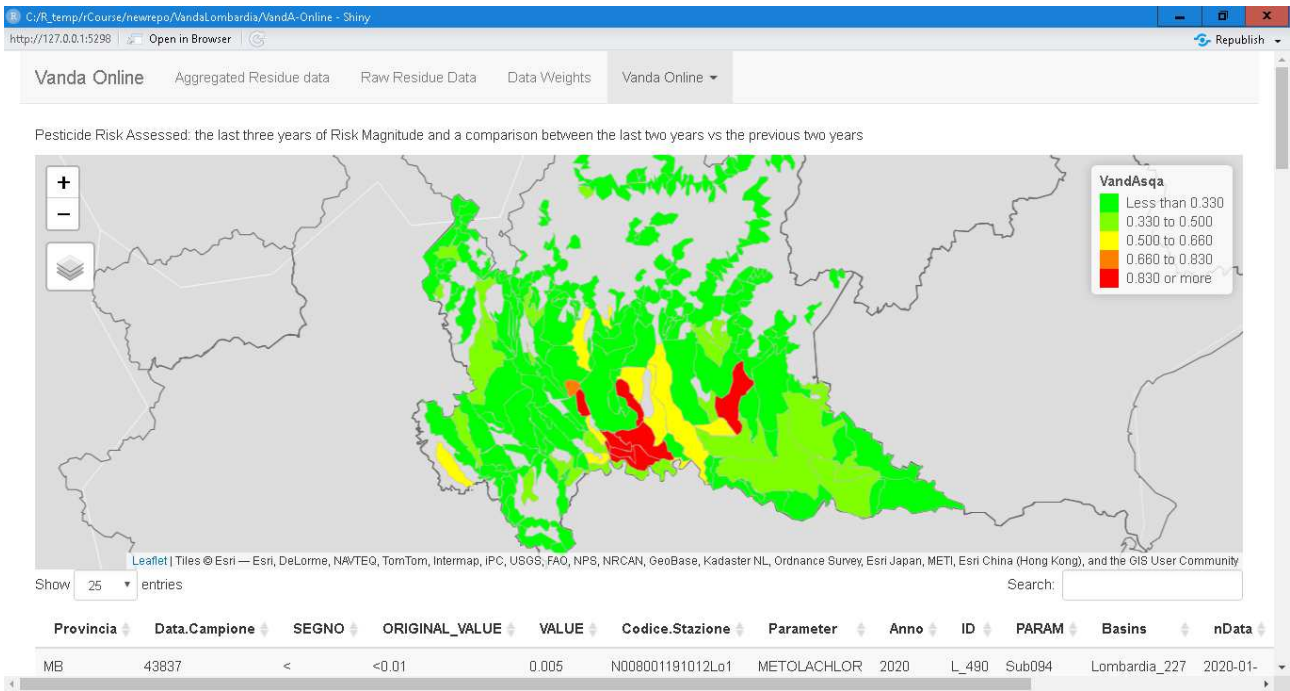 C:/R_temp/rCourse/newrepo/VandaLombardia/VandA-Online - Shiny
http://127.0.0.1:5298 Open in Browser Republish
Vanda Online Aggregated Residue data Raw Residue Data Data Weights Vanda Online
Pesticide Risk Assessed: the last three years of Risk Magnitude and a comparison between the last two years vs the previous two years
+
−
VandAsqa
Less than 0.330
0.330 to 0.500
0.500 to 0.660
0.660 to 0.830
0.830 or more
Leaflet | Tiles © Esri — Esri, DeLorme, NAVTEQ, TomTom, Intermap, iPC, USGS, FAO, NPS, NRCAN, GeoBase, Kadaster NL, Ordnance Survey, Esri Japan, METI, Esri China (Hong Kong), and the GIS User Community
Show 25 entries Search:
Provincia Data.Campione SEGNO ORIGINAL_VALUE VALUE Codice.Stazione Parameter Anno ID PARAM Basins nData
MB 43837 < <0.01 0.005 N008001191012Lo1 METOLACHLOR 2020 L_490 Sub094 Lombardia_227 2020-01-